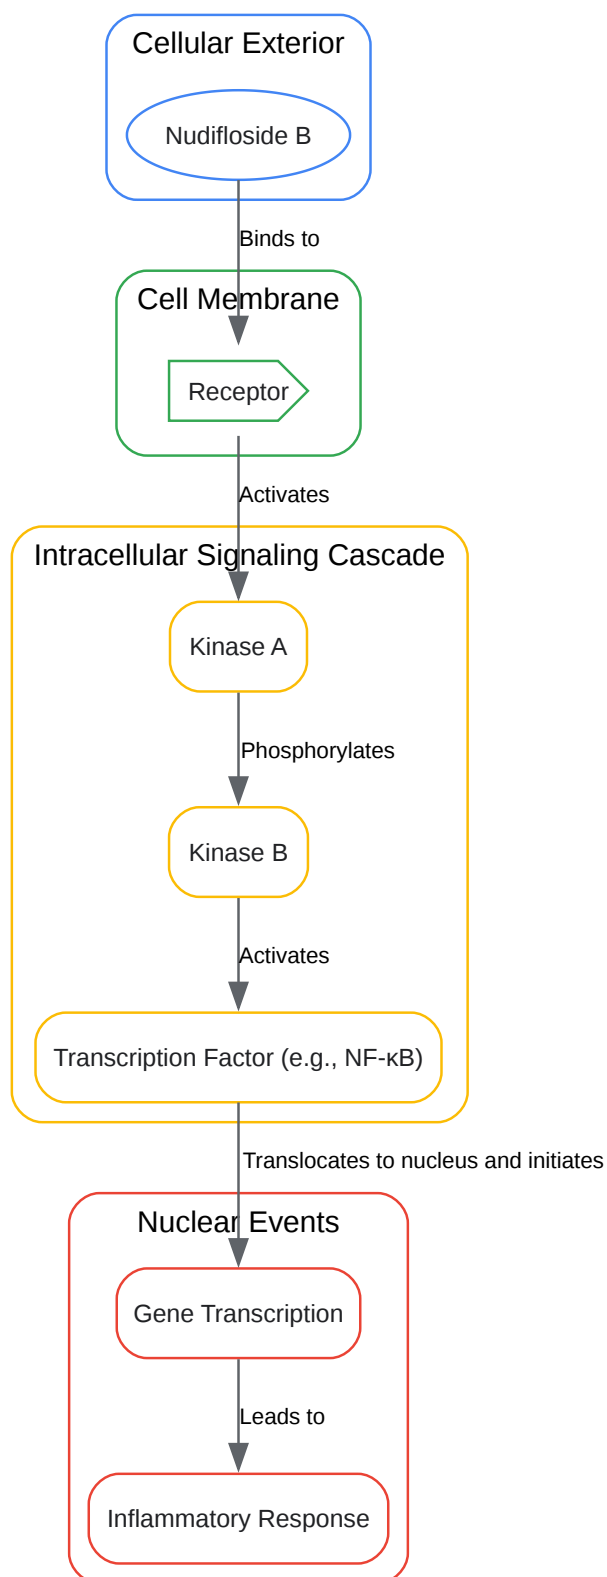 Cellular Exterior
Nudifloside B
Binds to
Cell Membrane
Receptor
Activates
Intracellular Signaling Cascade
Kinase A
Phosphorylates
Kinase B
Activates
Transcription Factor (e.g., NF-κB)
Translocates to nucleus and initiates
Nuclear Events
Gene Transcription
Leads to
Inflammatory Response